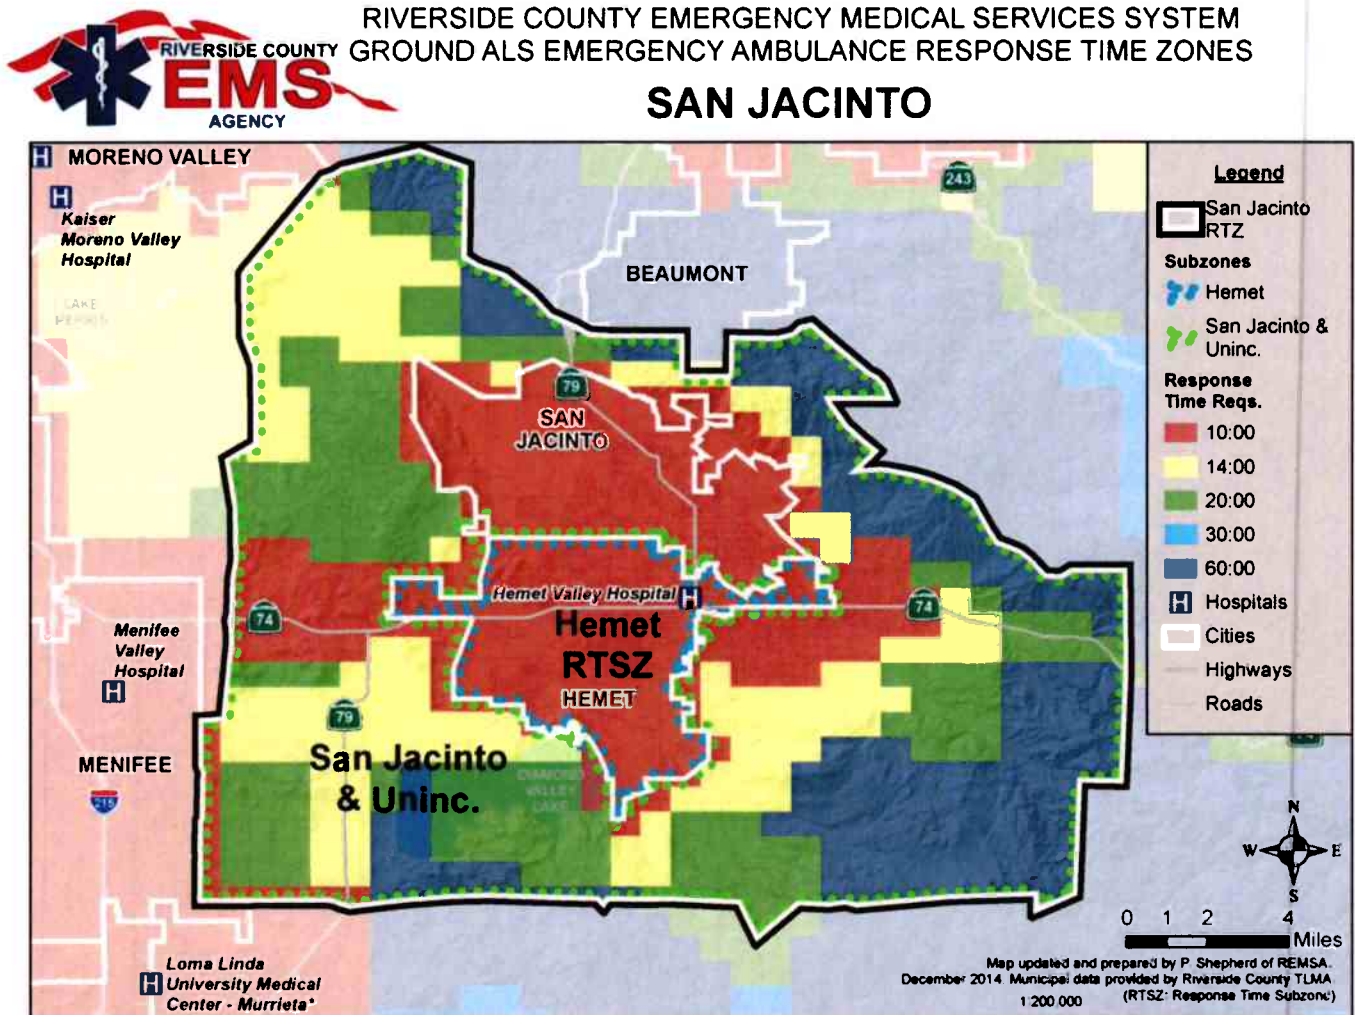 RIVERSIDE COUNTY EMERGENCY MEDICAL SERVICES SYSTEM
GROUND ALS EMERGENCY AMBULANCE RESPONSE TIME ZONES
SAN JACINTO
RIVERSIDE COUNTY
EMS
AGENCY
H MORENO VALLEY
H
Kaiser
Moreno Valley
Hospital
LAKE
PERRIS
BEAUMONT
243
79
SAN
JACINTO
Hemet Valley Hospital H
74
74
Hemet
RTSZ
HEMET
Menifee
Valley
Hospital
H
79
MENIFEE
215
San Jacinto
& Uninc.
DIAMOND
VALLEY
LAKE
Loma Linda
H University Medical
Center - Murrieta*
Legend
San Jacinto
RTZ
Subzones
Hemet
San Jacinto &
Uninc.
Response
Time Reqs.
10:00
14:00
20:00
30:00
60:00
H Hospitals
Cities
Highways
Roads
N
W E
S
0 1 2 4
Miles
Map updated and prepared by P. Shepherd of REMSA.
December 2014. Municipal data provided by Riverside County TLMA
1:200,000 (RTSZ: Response Time Subzone)